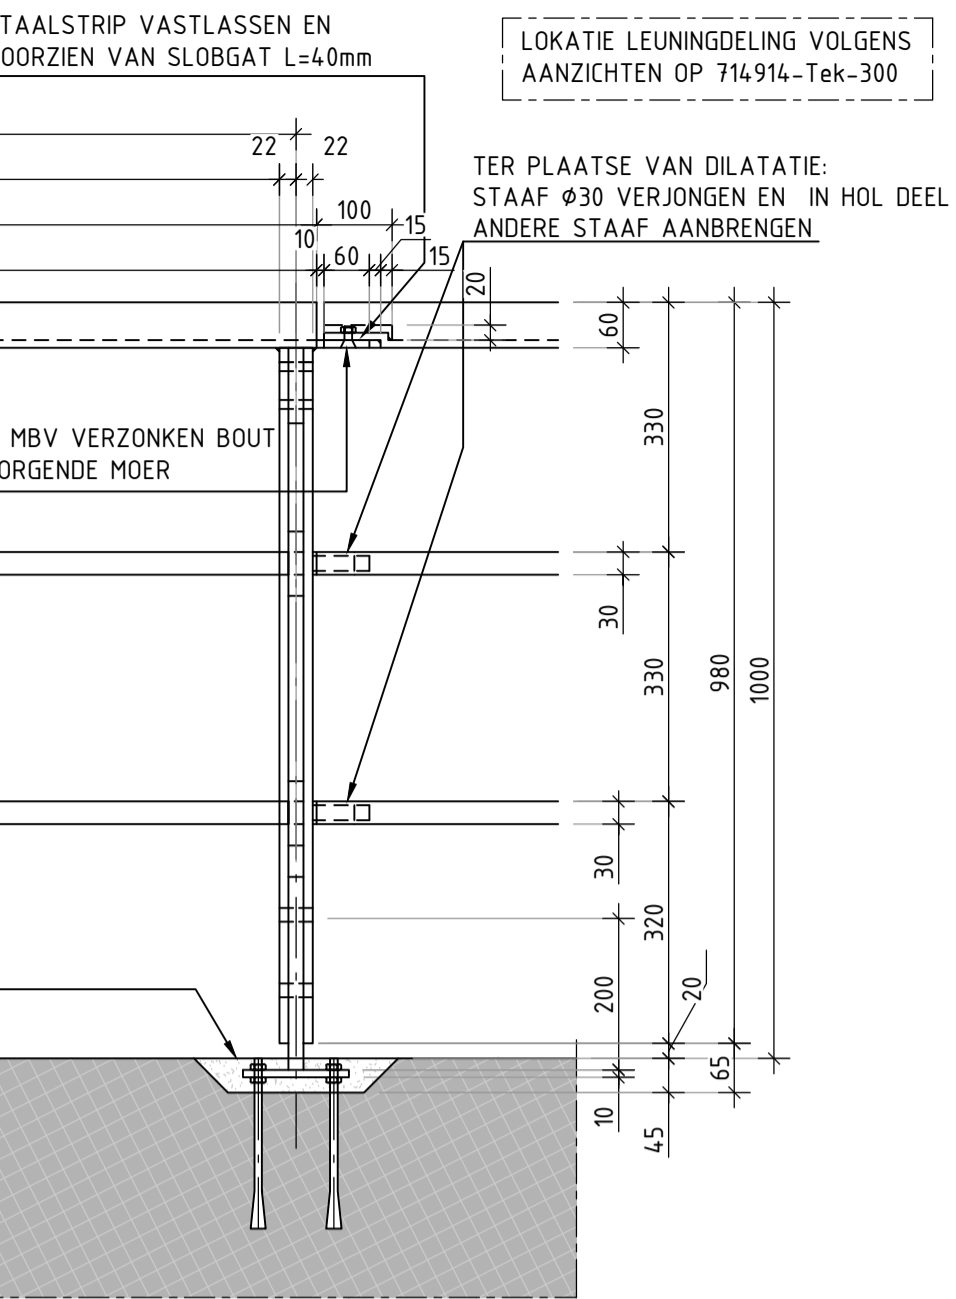 TAALSTRIP VASTLASSEN EN
OORZIEN VAN SLOBGAT L=40mm
LOKATIE LEUNINGDELING VOLGENS
AANZICHTEN OP 714914-Tek-300
TER PLAATSE VAN DILATATIE:
STAAF Ø30 VERJONGEN EN IN HOL DEEL
ANDERE STAAF AANBRENGEN
22
22
100
10
15
60
15
20
60
330
MBV VERZONKEN BOUT
ORGENDE MOER
30
330
980
1000
30
320
200
20
65
10
45